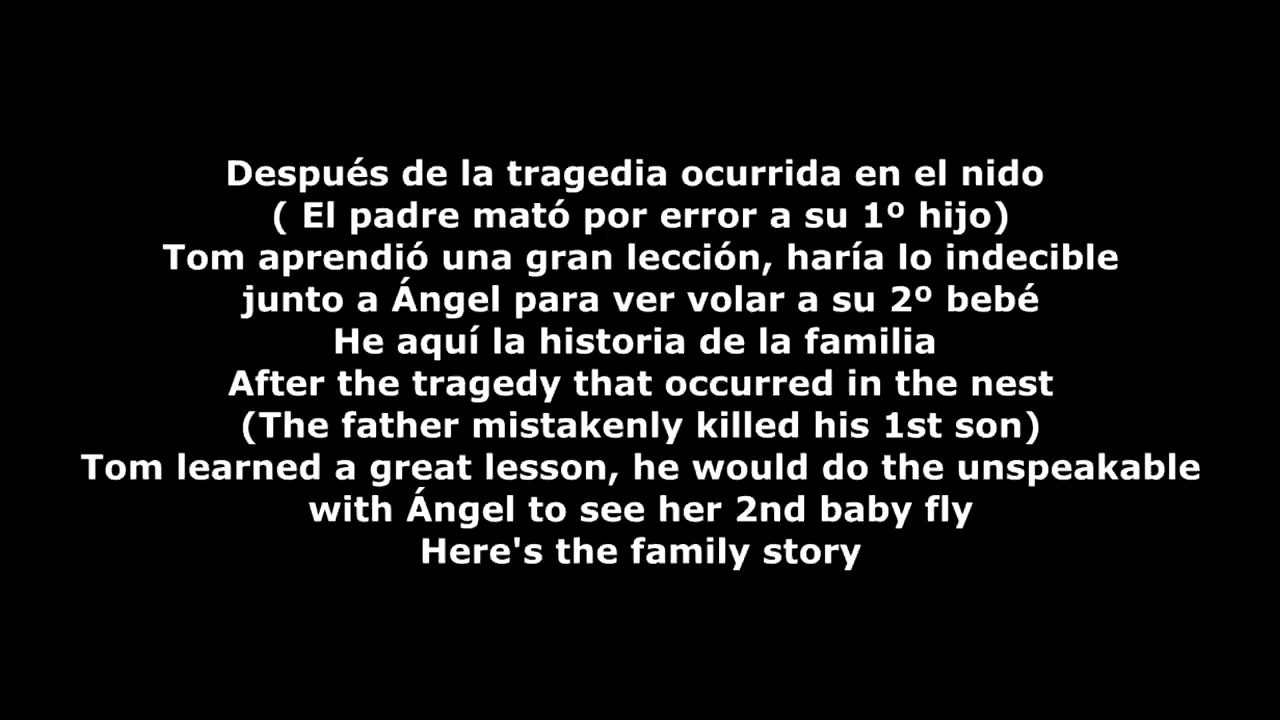 Después de la tragedia ocurrida en el nido
( El padre mató por error a su 1º hijo)
Tom aprendió una gran lección, haría lo indecible
junto a Ángel para ver volar a su 2º bebé
He aquí la historia de la familia
After the tragedy that occurred in the nest
(The father mistakenly killed his 1st son)
Tom learned a great lesson, he would do the unspeakable
with Ángel to see her 2nd baby fly
Here's the family story